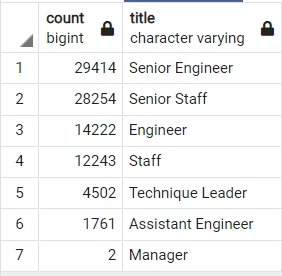 count title
bigint character varying
1 29414 Senior Engineer
2 28254 Senior Staff
3 14222 Engineer
4 12243 Staff
5 4502 Technique Leader
6 1761 Assistant Engineer
7 2 Manager